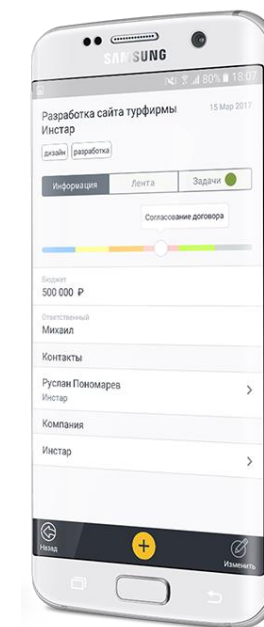 SAMSUNG
80% 18:07
Разработка сайта турфирмы
Инстар
15 Мар 2017
дизайн разработка
Информация Лента Задачи
Согласование договора
Бюджет
500 000 ₽
Ответственный
Михаил
Контакты
Руслан Пономарев
Инстар
Компания
Инстар
Назад
Изменить